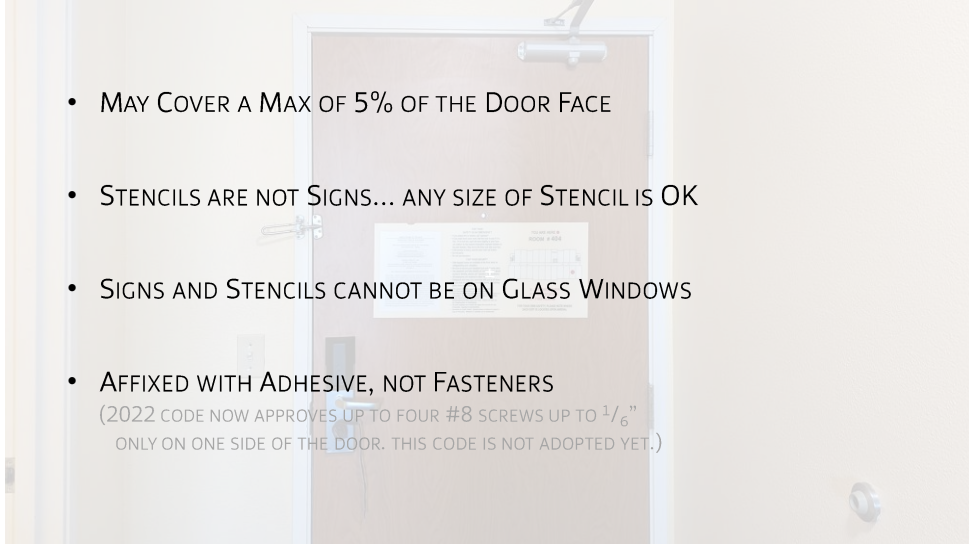 • May Cover a Max of 5% of the Door Face
• Stencils are not Signs... any size of Stencil is OK
• Signs and Stencils cannot be on Glass Windows
• Affixed with Adhesive, not Fasteners
(2022 code now approves up to four #8 screws up to 1/6"
only on one side of the door. this code is not adopted yet.)